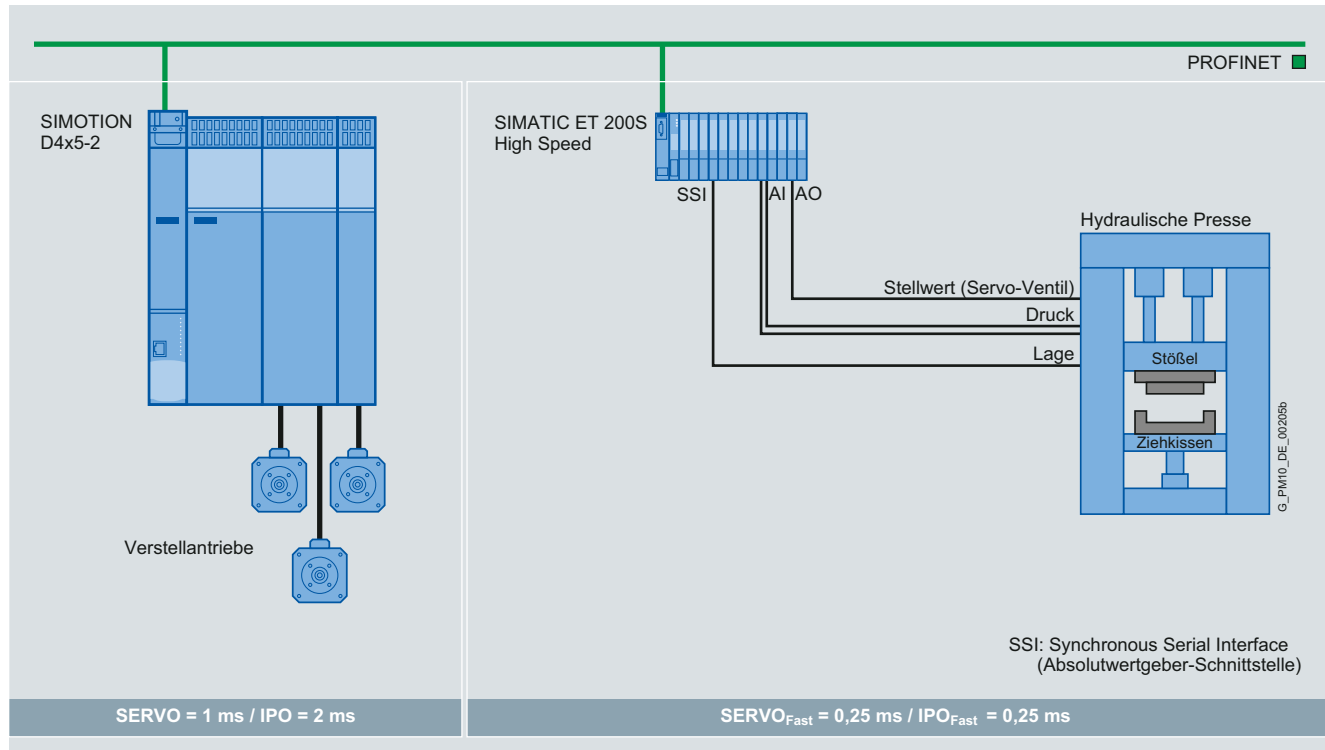 PROFINET
SIMOTION
D4x5-2
SIMATIC ET 200S
High Speed
SSI
AI
AO
Hydraulische Presse
Stellwert (Servo-Ventil)
Druck
Lage
Stößel
Ziehkissen
Verstellantriebe
G_PM10_DE_00205b
SSI: Synchronous Serial Interface
(Absolutwertgeber-Schnittstelle)
SERVO = 1 ms / IPO = 2 ms
SERVOFast = 0,25 ms / IPOFast = 0,25 ms